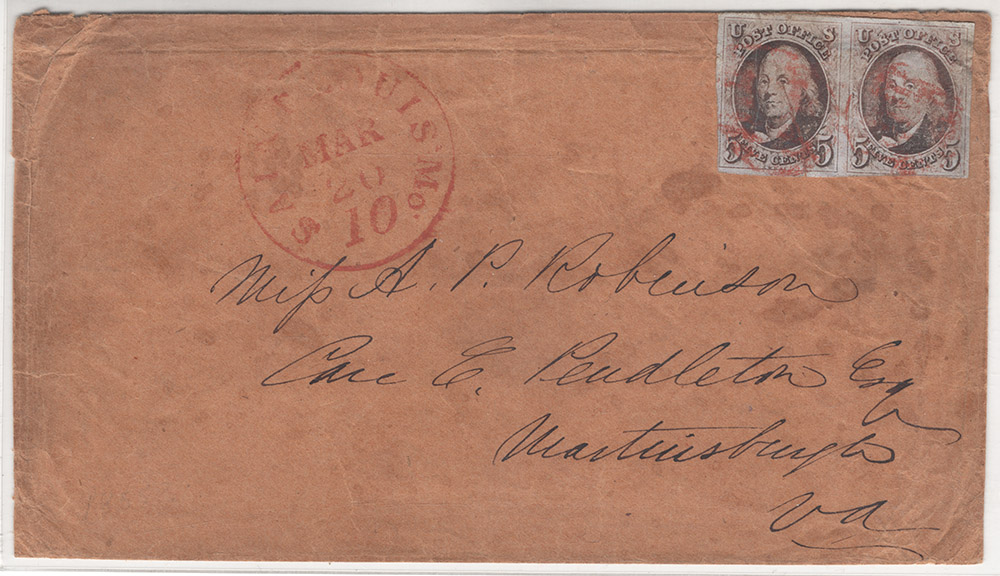 U S U S
POST OFFICE POST OFFICE
FIVE CENTS FIVE CENTS
5 5 5 5
SAINT LOUIS Mo.
MAR
20
10
Miſs A. P. Robinson
Care E. Pendleton Esq
Martinsburgh
Va